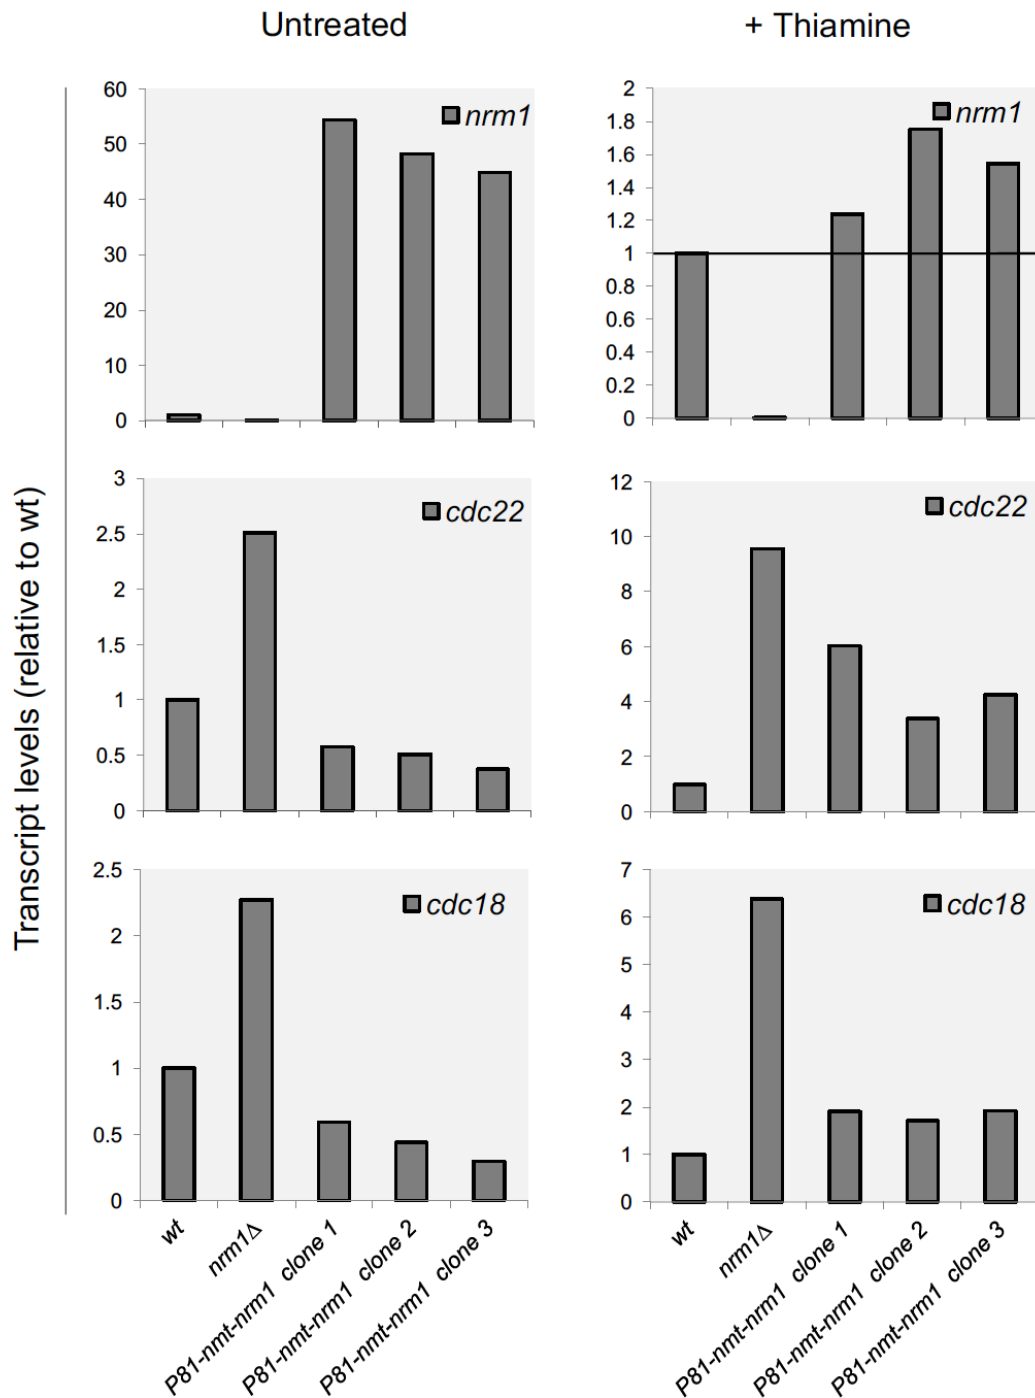 Untreated
+ Thiamine
Transcript levels (relative to wt)
60
50
40
30
20
10
0
nrm1
2
1.8
1.6
1.4
1.2
1
0.8
0.6
0.4
0.2
0
nrm1
3
2.5
2
1.5
1
0.5
0
cdc22
12
10
8
6
4
2
0
cdc22
2.5
2
1.5
1
0.5
0
cdc18
7
6
5
4
3
2
1
0
cdc18
wt
nrm1Δ
P81-nmt-nrm1 clone 1
P81-nmt-nrm1 clone 2
P81-nmt-nrm1 clone 3
wt
nrm1Δ
P81-nmt-nrm1 clone 1
P81-nmt-nrm1 clone 2
P81-nmt-nrm1 clone 3